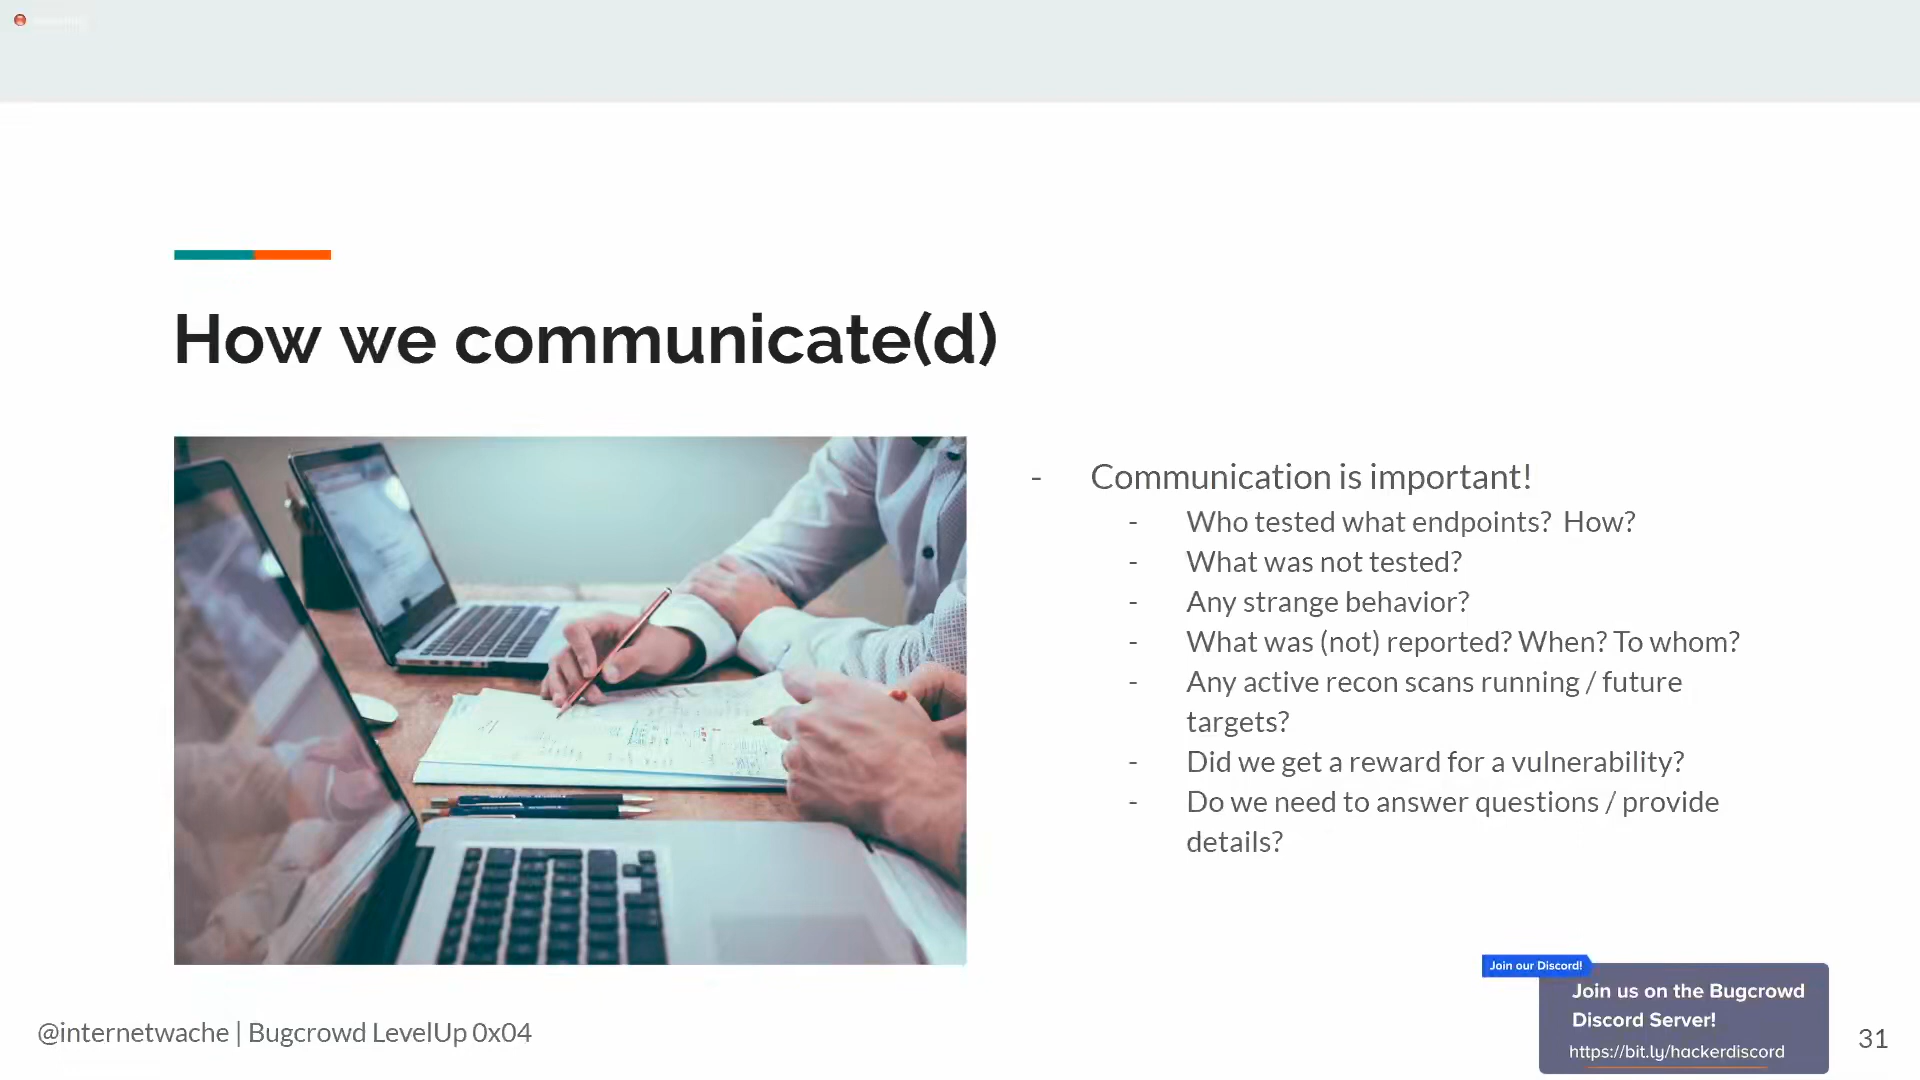 How we communicate(d)
- Communication is important!
- Who tested what endpoints? How?
- What was not tested?
- Any strange behavior?
- What was (not) reported? When? To whom?
- Any active recon scans running / future
targets?
- Did we get a reward for a vulnerability?
- Do we need to answer questions / provide
details?
Join our Discord!
Join us on the Bugcrowd
Discord Server!
https://bit.ly/hackerdiscord
@internetwache | Bugcrowd LevelUp 0x04
31